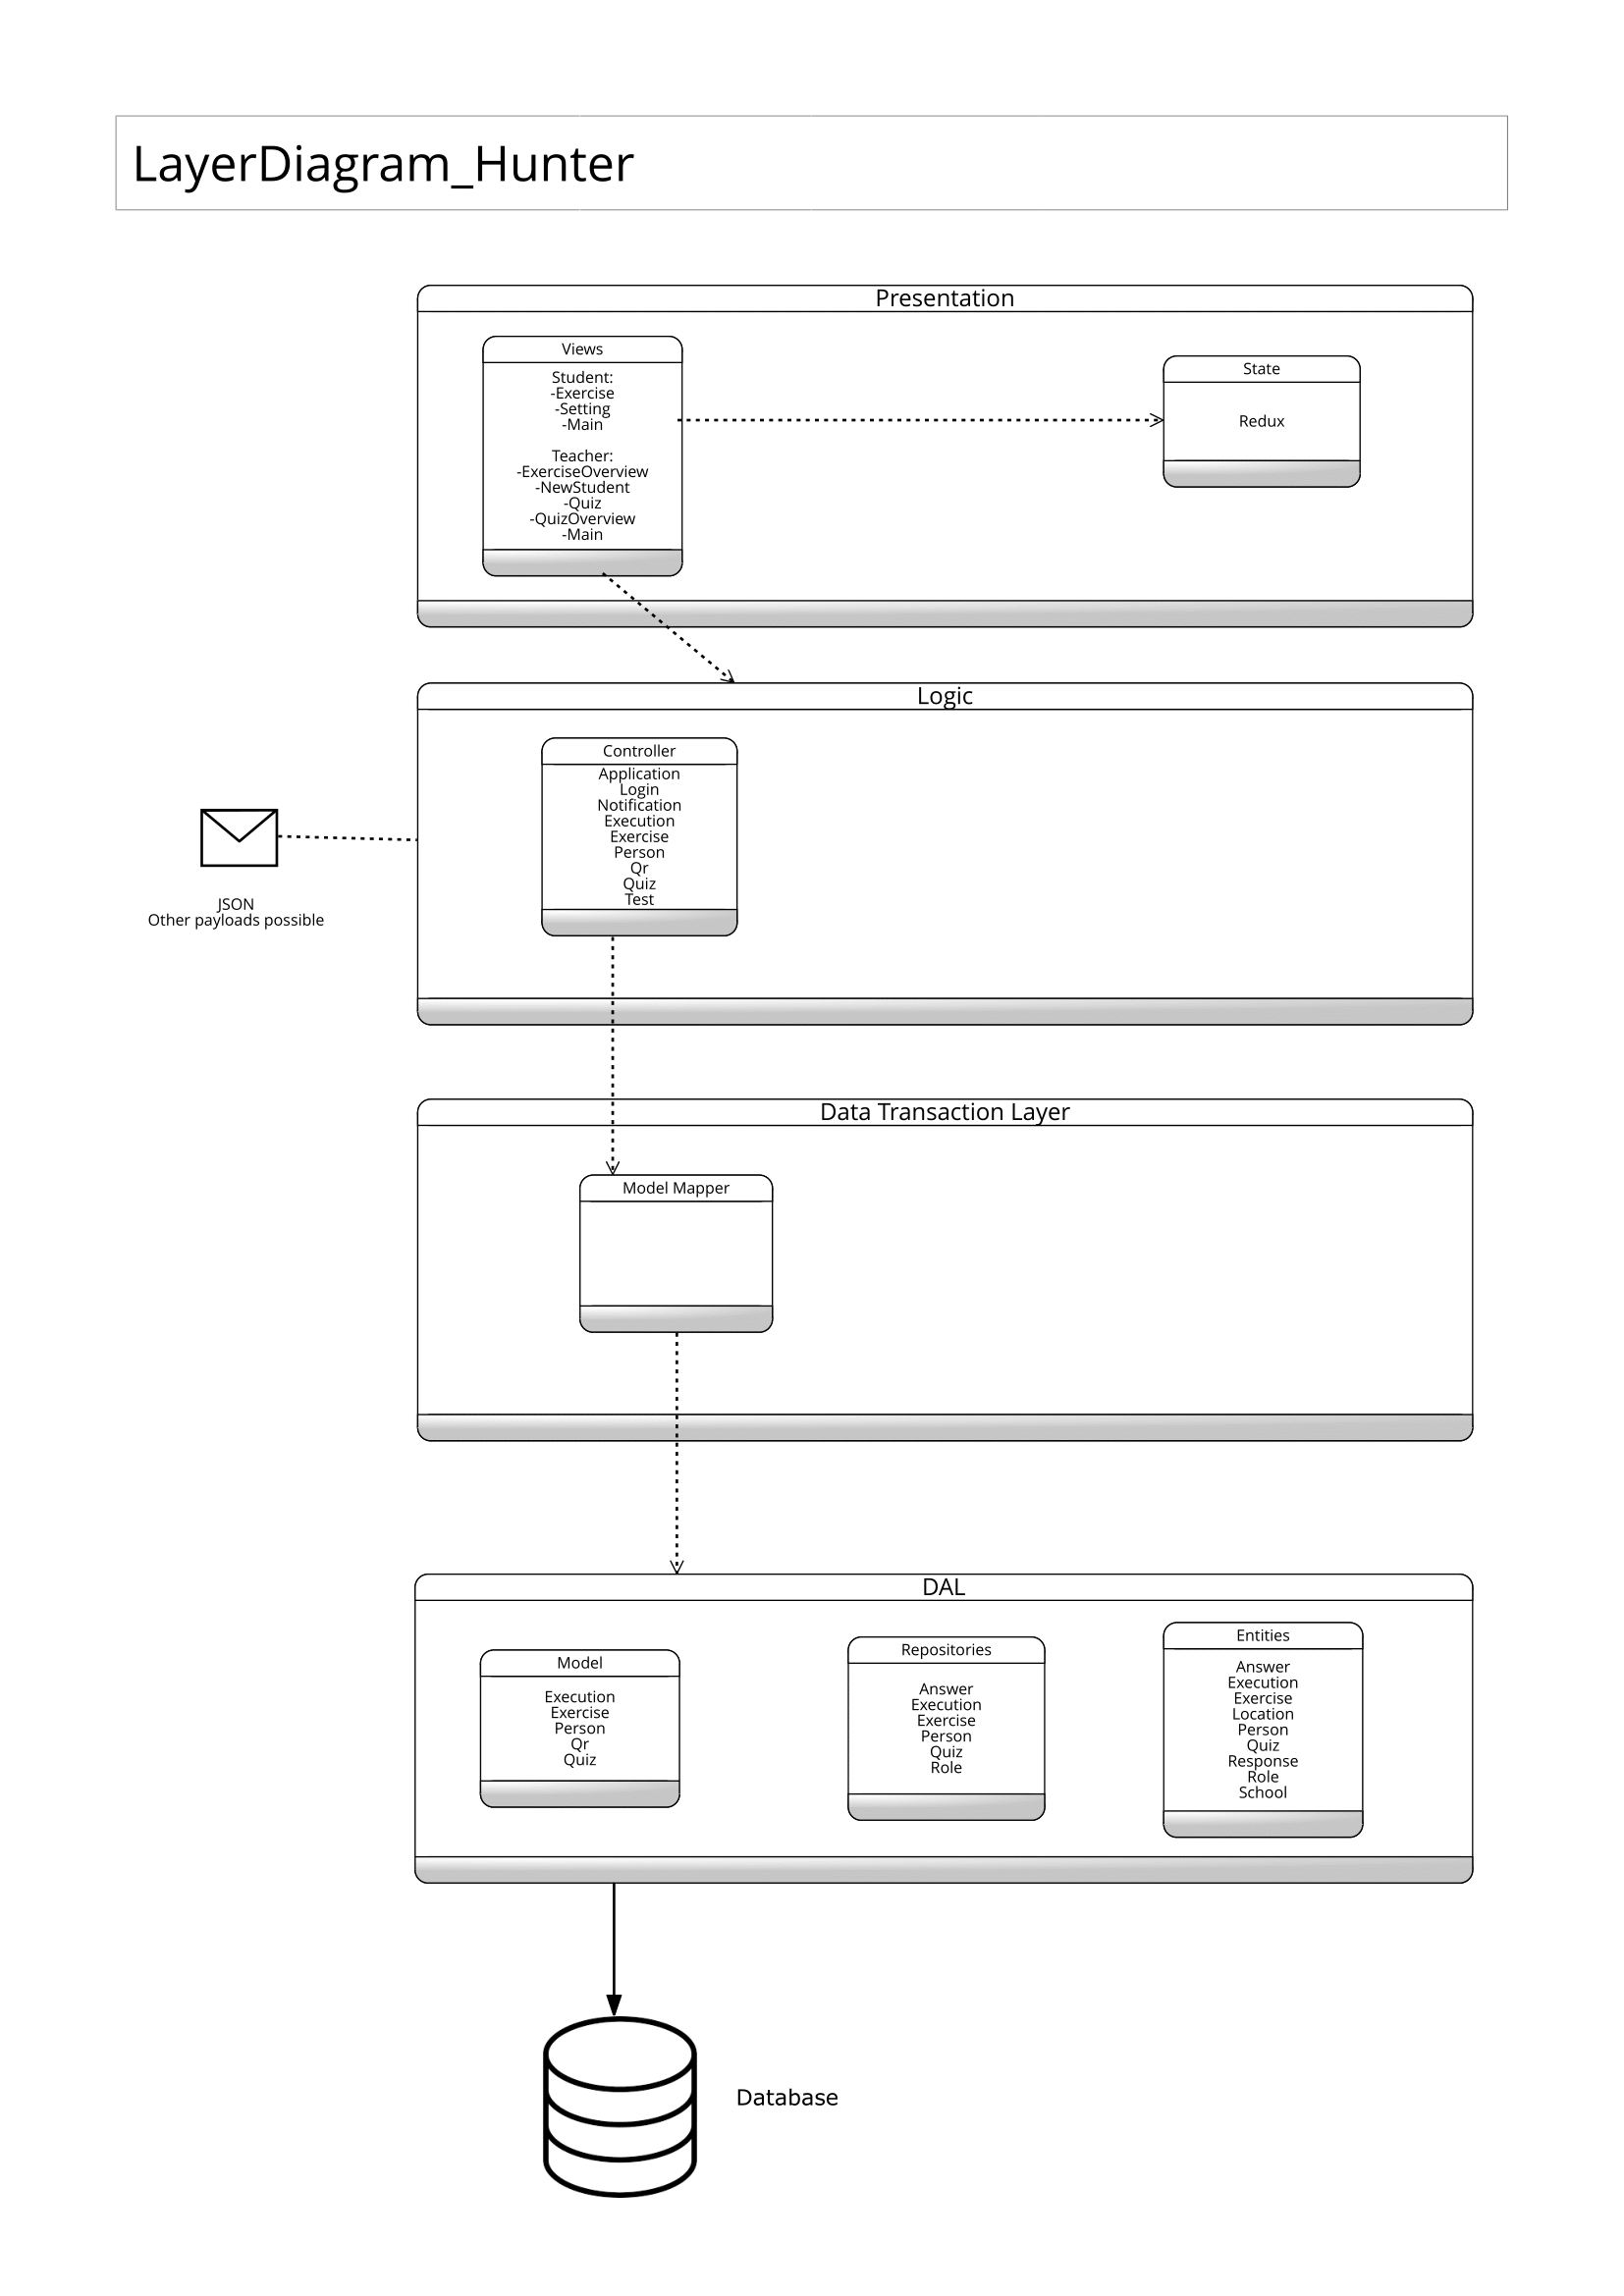 LayerDiagram_Hunter
Presentation
Views
Student:
-Exercise
-Setting
-Main
Teacher:
-ExerciseOverview
-NewStudent
-Quiz
-QuizOverview
-Main
State
Redux
Logic
Controller
Application
Login
Notification
Execution
Exercise
Person
Qr
Quiz
Test
JSON
Other payloads possible
Data Transaction Layer
Model Mapper
DAL
Model
Execution
Exercise
Person
Qr
Quiz
Repositories
Answer
Execution
Exercise
Person
Quiz
Role
Entities
Answer
Execution
Exercise
Location
Person
Quiz
Response
Role
School
Database